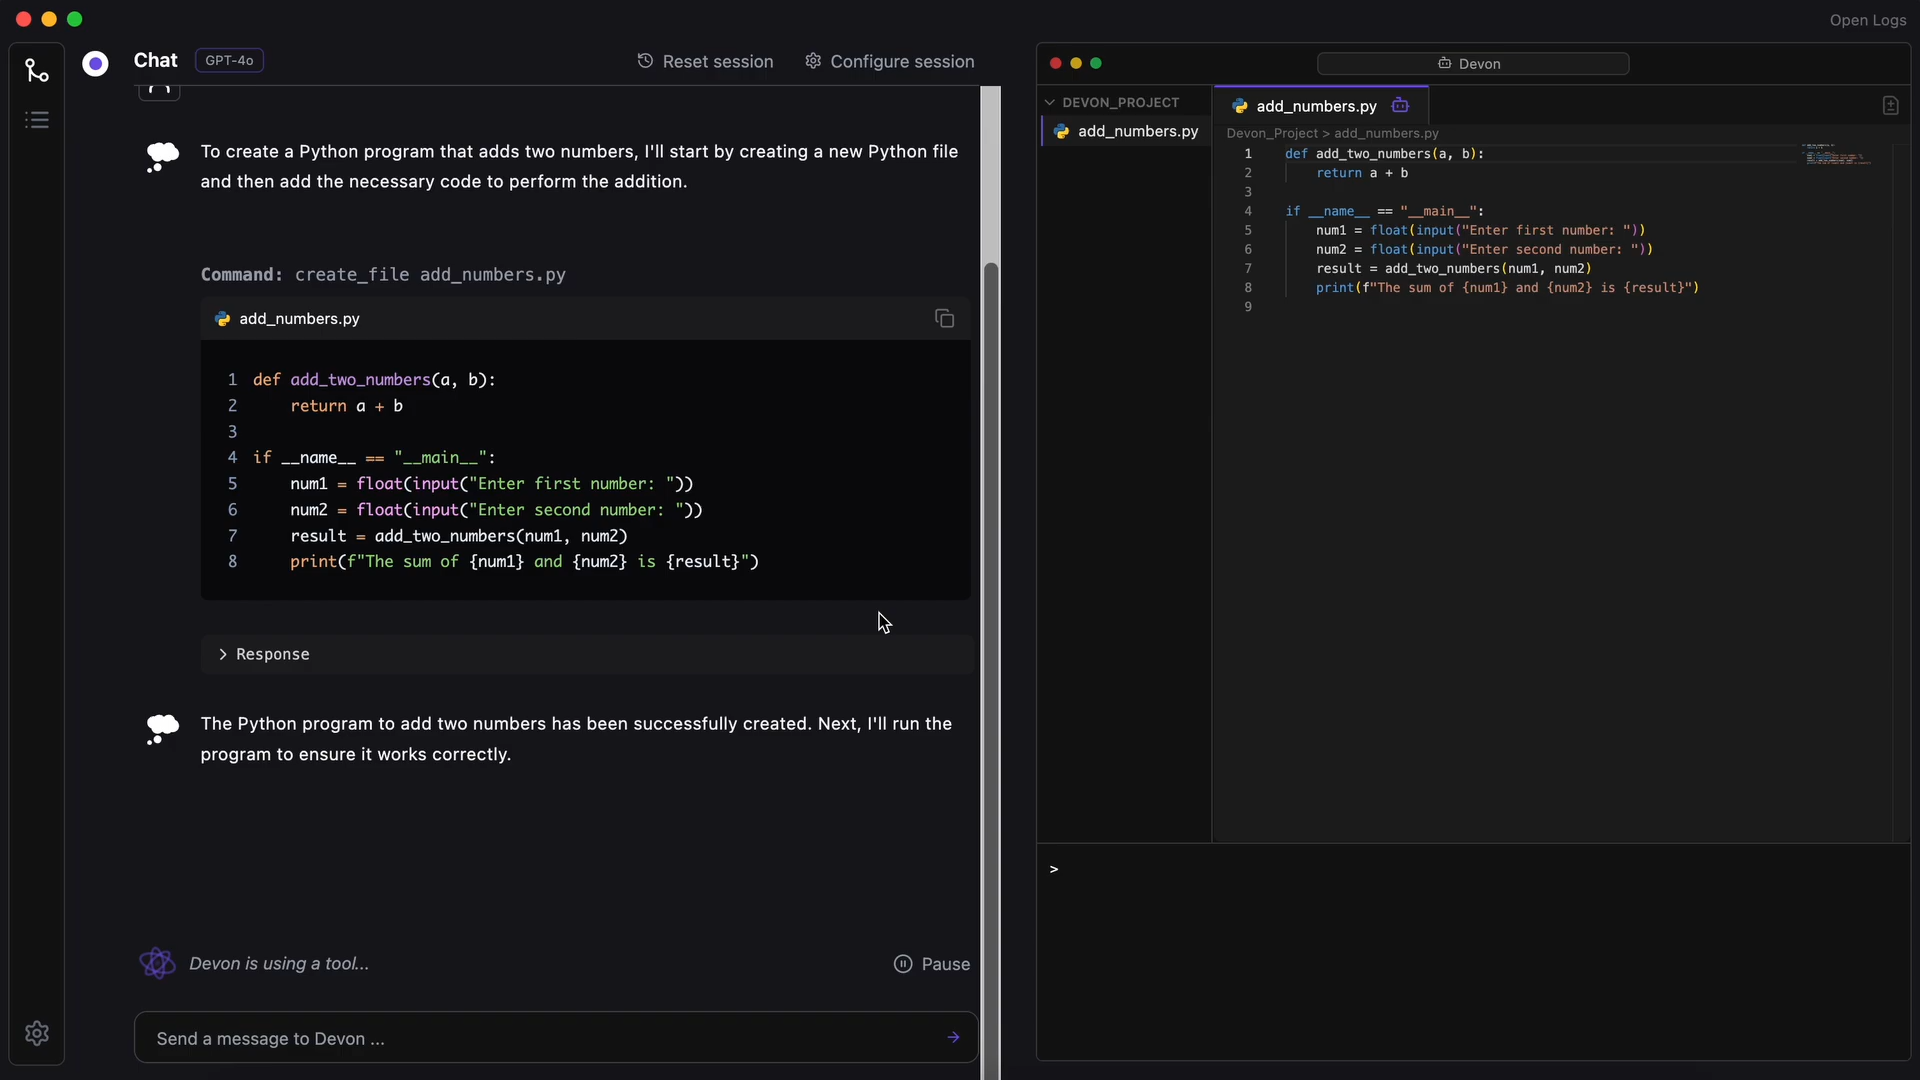 Open Logs
Chat
GPT-4o
Reset session
Configure session
To create a Python program that adds two numbers, I'll start by creating a new Python file
and then add the necessary code to perform the addition.
Command: create_file add_numbers.py
add_numbers.py
1 def add_two_numbers(a, b):
2     return a + b
3
4 if __name__ == "__main__":
5     num1 = float(input("Enter first number: "))
6     num2 = float(input("Enter second number: "))
7     result = add_two_numbers(num1, num2)
8     print(f"The sum of {num1} and {num2} is {result}")
> Response
The Python program to add two numbers has been successfully created. Next, I'll run the
program to ensure it works correctly.
Devon is using a tool...
Pause
Send a message to Devon ...
Devon
DEVON_PROJECT
add_numbers.py
add_numbers.py
Devon_Project > add_numbers.py
1 def add_two_numbers(a, b):
2     return a + b
3
4 if __name__ == "__main__":
5     num1 = float(input("Enter first number: "))
6     num2 = float(input("Enter second number: "))
7     result = add_two_numbers(num1, num2)
8     print(f"The sum of {num1} and {num2} is {result}")
9
>